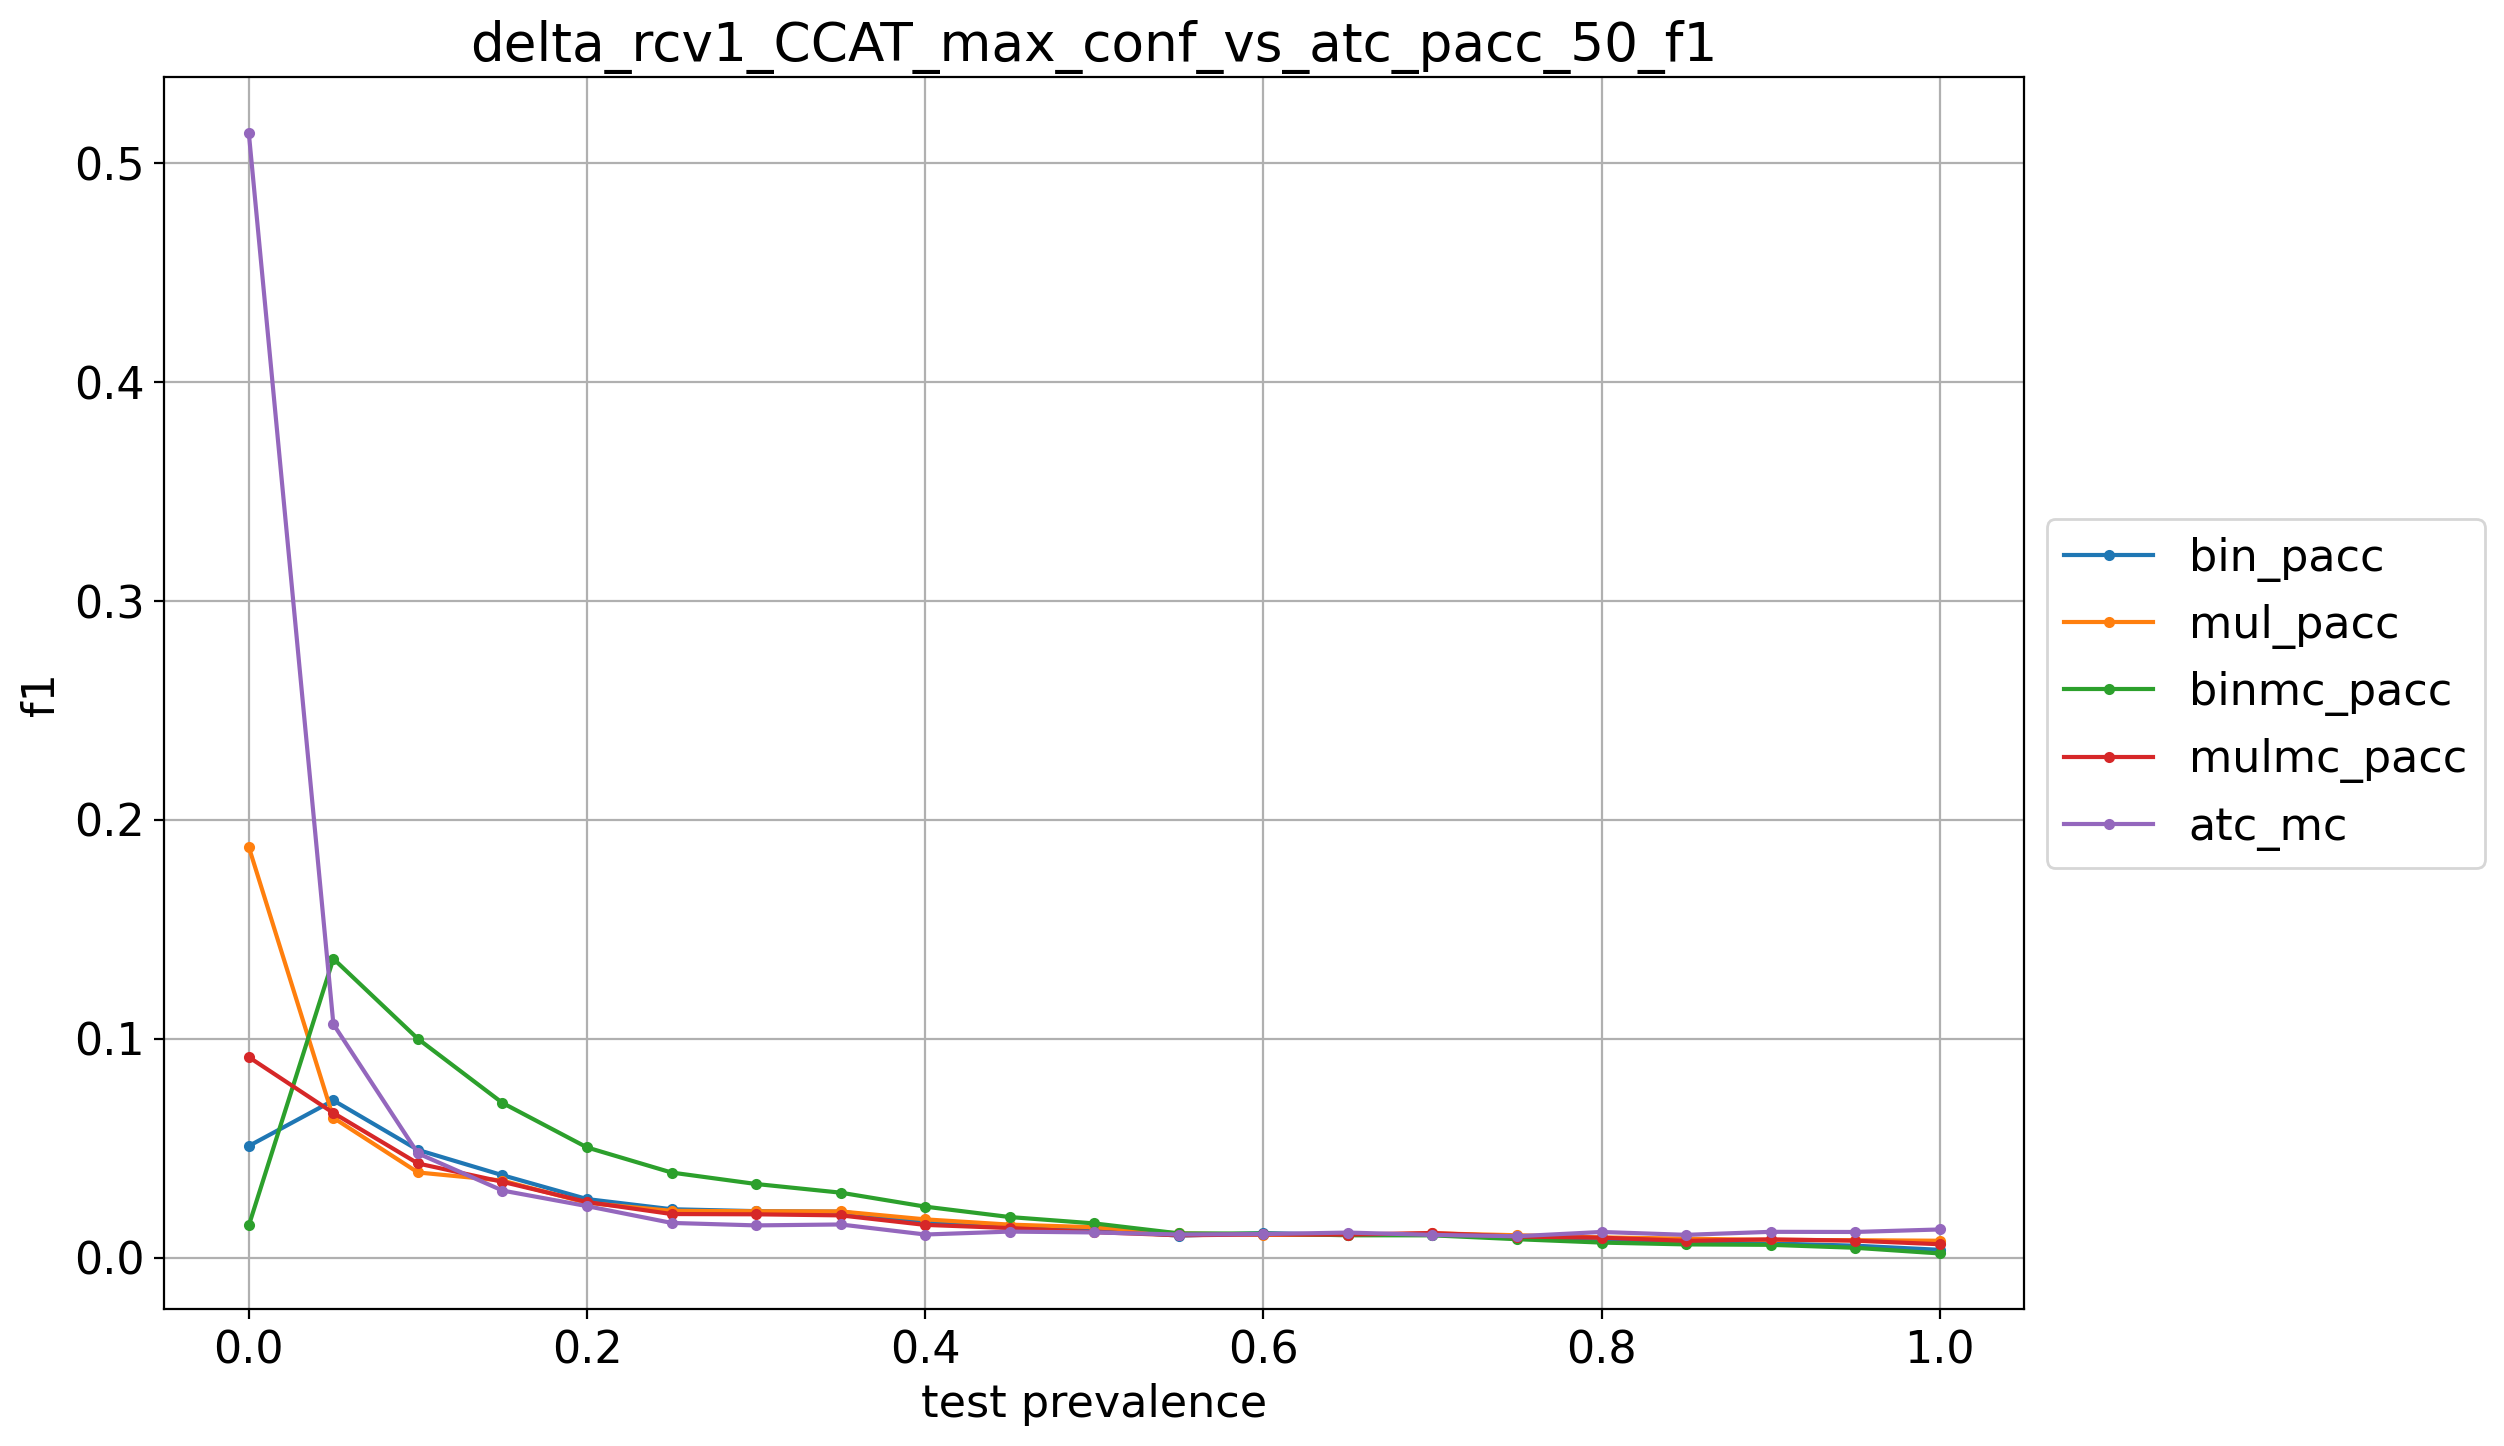 delta_rcv1_CCAT_max_conf_vs_atc_pacc_50_f1
0.5
0.4
0.3
0.2
0.1
0.0
f1
0.0 0.2 0.4 0.6 0.8 1.0
test prevalence
bin_pacc
mul_pacc
binmc_pacc
mulmc_pacc
atc_mc